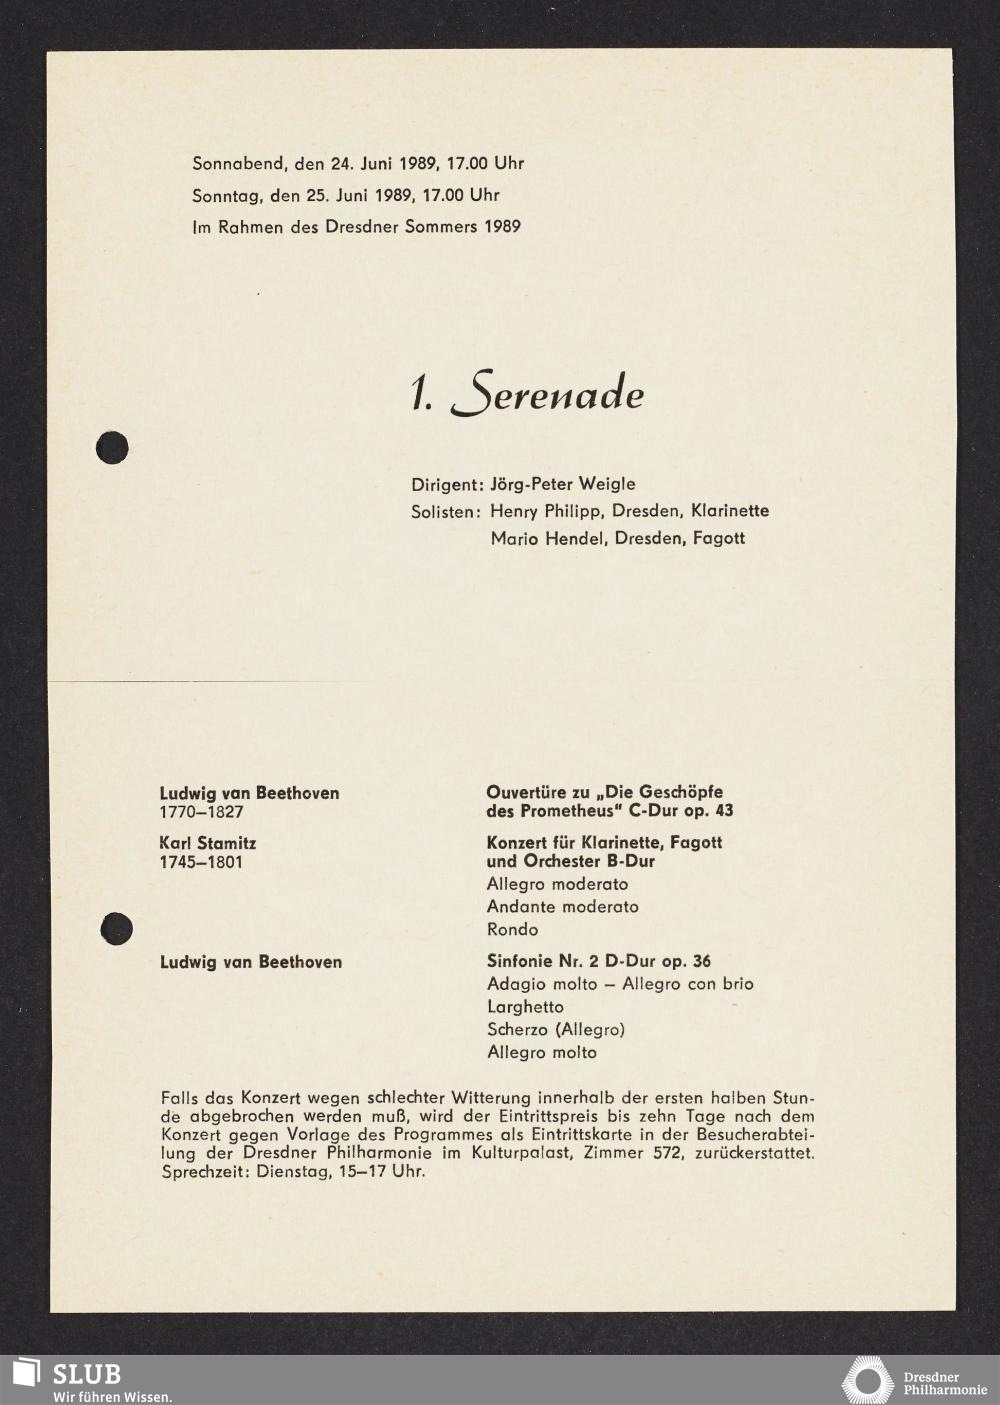 Sonnabend, den 24. Juni 1989, 17.00 Uhr
Sonntag, den 25. Juni 1989, 17.00 Uhr
Im Rahmen des Dresdner Sommers 1989
1. Serenade
Dirigent: Jörg-Peter Weigle
Solisten: Henry Philipp, Dresden, Klarinette
Mario Hendel, Dresden, Fagott
Ludwig van Beethoven
1770–1827
Ouvertüre zu „Die Geschöpfe
des Prometheus" C-Dur op. 43
Karl Stamitz
1745–1801
Konzert für Klarinette, Fagott
und Orchester B-Dur
Allegro moderato
Andante moderato
Rondo
Ludwig van Beethoven
Sinfonie Nr. 2 D-Dur op. 36
Adagio molto – Allegro con brio
Larghetto
Scherzo (Allegro)
Allegro molto
Falls das Konzert wegen schlechter Witterung innerhalb der ersten halben Stun-
de abgebrochen werden muß, wird der Eintrittspreis bis zehn Tage nach dem
Konzert gegen Vorlage des Programmes als Eintrittskarte in der Besucherabtei-
lung der Dresdner Philharmonie im Kulturpalast, Zimmer 572, zurückerstattet.
Sprechzeit: Dienstag, 15–17 Uhr.
SLUB
Wir führen Wissen.
Dresdner
Philharmonie